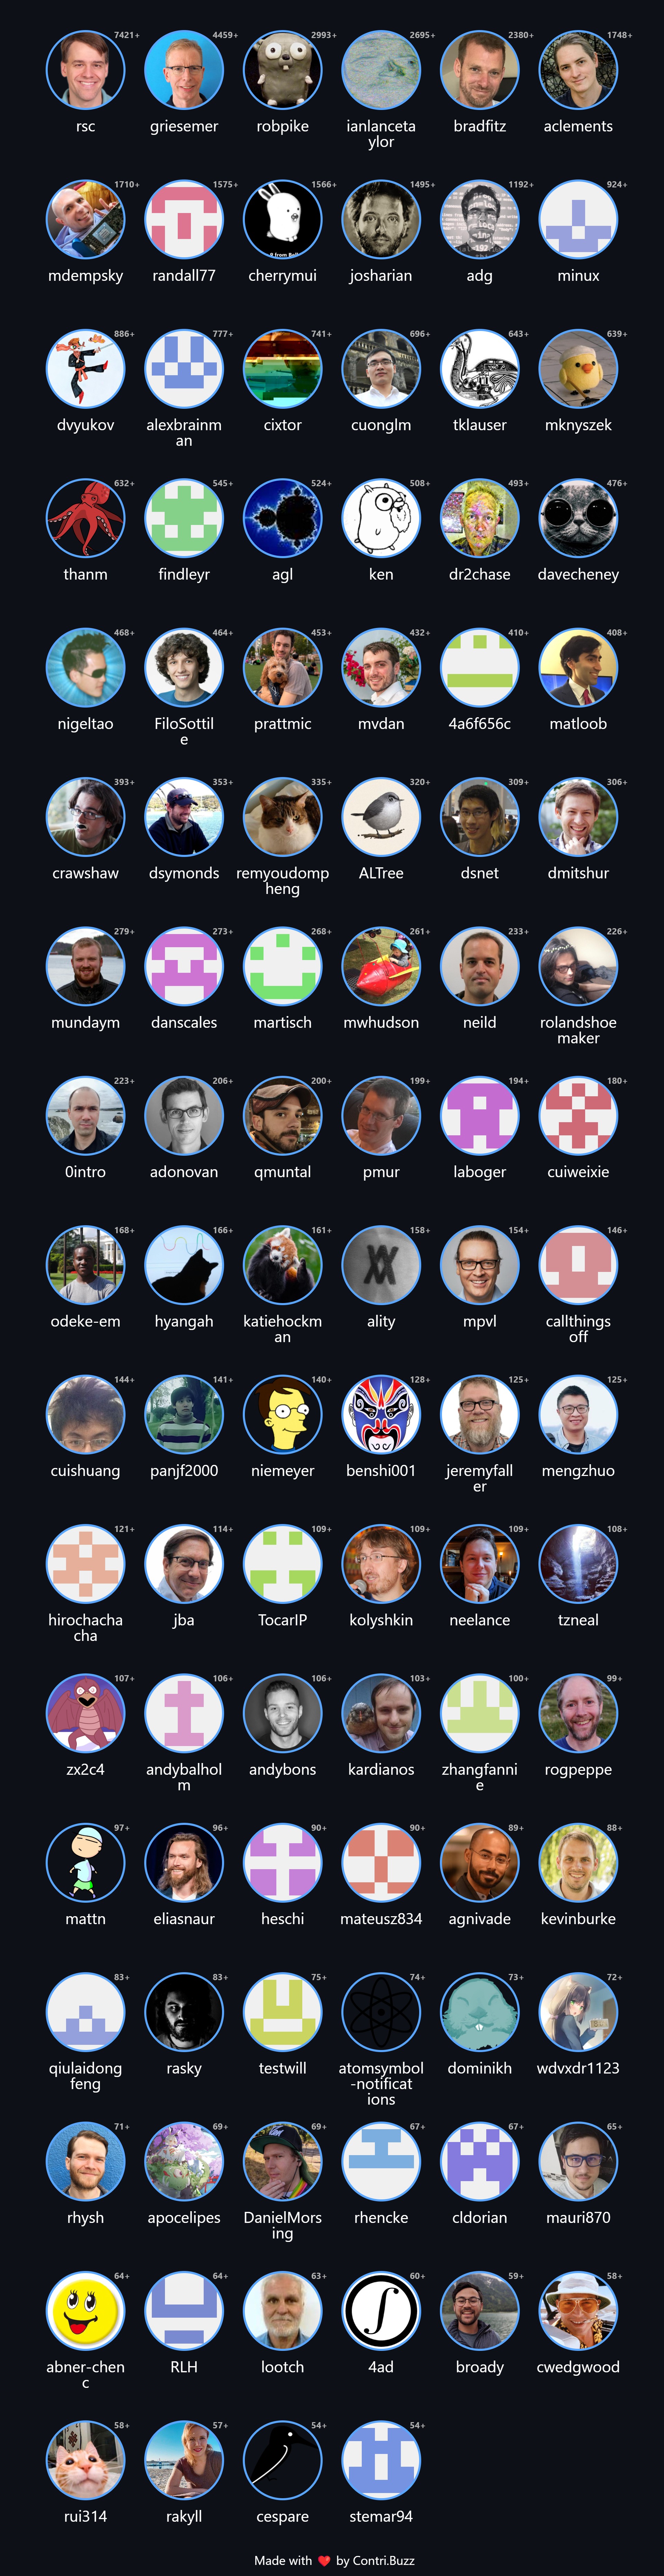 7421+ 4459+ 2993+ 2695+ 2380+ 1748+
rsc griesemer robpike ianlanceta bradfitz aclements
ylor
1710+ 1575+ 1566+ 1495+ 1192+ 924+
mdempsky randall77 cherrymui josharian adg minux
886+ 777+ 741+ 696+ 643+ 639+
dvyukov alexbrainm cixtor cuonglm tklauser mknyszek
an
632+ 545+ 524+ 508+ 493+ 476+
thanm findleyr agl ken dr2chase davecheney
468+ 464+ 453+ 432+ 410+ 408+
nigeltao FiloSottil prattmic mvdan 4a6f656c matloob
e
393+ 353+ 335+ 320+ 309+ 306+
crawshaw dsymonds remyoudomp ALTree dsnet dmitshur
heng
279+ 273+ 268+ 261+ 233+ 226+
mundaym danscales martisch mwhudson neild rolandshoe
maker
223+ 206+ 200+ 199+ 194+ 180+
0intro adonovan qmuntal pmur laboger cuiweixie
168+ 166+ 161+ 158+ 154+ 146+
odeke-em hyangah katiehockm ality mpvl callthings
an off
144+ 141+ 140+ 128+ 125+ 125+
cuishuang panjf2000 niemeyer benshi001 jeremyfall mengzhuo
er
121+ 114+ 109+ 109+ 109+ 108+
hirochacha jba TocarIP kolyshkin neelance tzneal
cha
107+ 106+ 106+ 103+ 100+ 99+
zx2c4 andybalhol andybons kardianos zhangfanni rogpeppe
m e
97+ 96+ 90+ 90+ 89+ 88+
mattn eliasnaur heschi mateusz834 agnivade kevinburke
83+ 83+ 75+ 74+ 73+ 72+
qiulaidong rasky testwill atomsymbol dominikh wdvxdr1123
feng -notificat
ions
71+ 69+ 69+ 67+ 67+ 65+
rhysh apocelipes DanielMors rhencke cldorian mauri870
ing
64+ 64+ 63+ 60+ 59+ 58+
abner-chen RLH lootch 4ad broady cwedgwood
c
58+ 57+ 54+ 54+
rui314 rakyll cespare stemar94
Made with ❤️ by Contri.Buzz